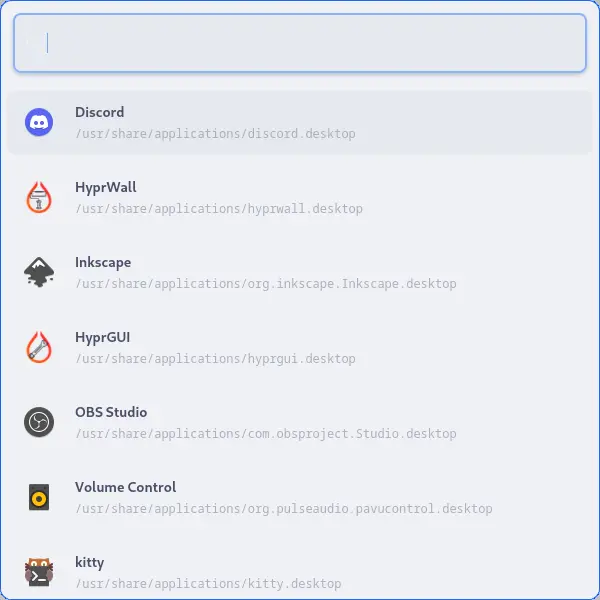 Discord
/usr/share/applications/discord.desktop
HyprWall
/usr/share/applications/hyprwall.desktop
Inkscape
/usr/share/applications/org.inkscape.Inkscape.desktop
HyprGUI
/usr/share/applications/hyprgui.desktop
OBS Studio
/usr/share/applications/com.obsproject.Studio.desktop
Volume Control
/usr/share/applications/org.pulseaudio.pavucontrol.desktop
kitty
/usr/share/applications/kitty.desktop